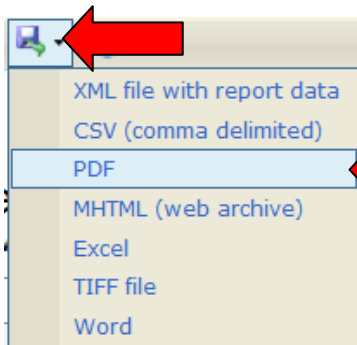 XML file with report data
CSV (comma delimited)
PDF
MHTML (web archive)
Excel
TIFF file
Word